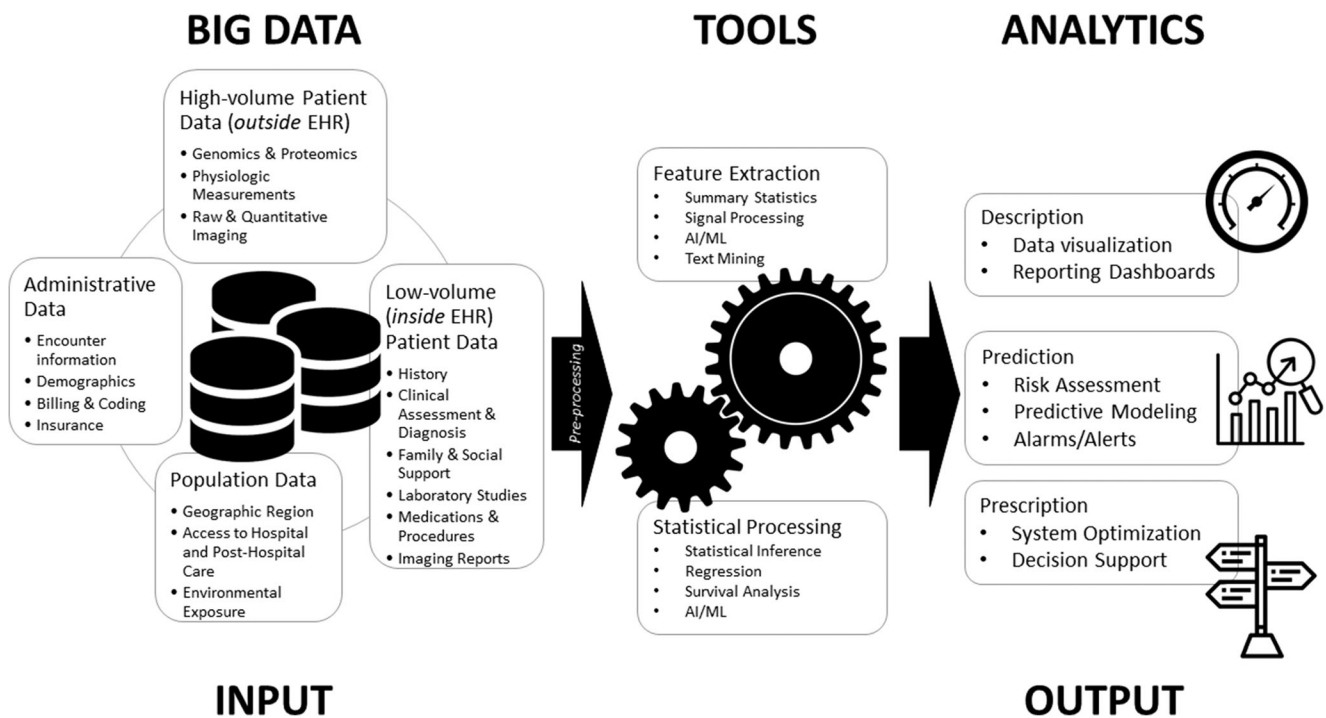 BIG DATA
TOOLS
ANALYTICS
High-volume Patient
Data (outside EHR)
• Genomics & Proteomics
• Physiologic
Measurements
• Raw & Quantitative
Imaging
Administrative
Data
• Encounter
information
• Demographics
• Billing & Coding
• Insurance
Low-volume
(inside EHR)
Patient Data
• History
• Clinical
Assessment &
Diagnosis
• Family & Social
Support
• Laboratory Studies
• Medications &
Procedures
• Imaging Reports
Population Data
• Geographic Region
• Access to Hospital
and Post-Hospital
Care
• Environmental
Exposure
Pre-processing
Feature Extraction
• Summary Statistics
• Signal Processing
• AI/ML
• Text Mining
Statistical Processing
• Statistical Inference
• Regression
• Survival Analysis
• AI/ML
Description
• Data visualization
• Reporting Dashboards
Prediction
• Risk Assessment
• Predictive Modeling
• Alarms/Alerts
Prescription
• System Optimization
• Decision Support
INPUT
OUTPUT